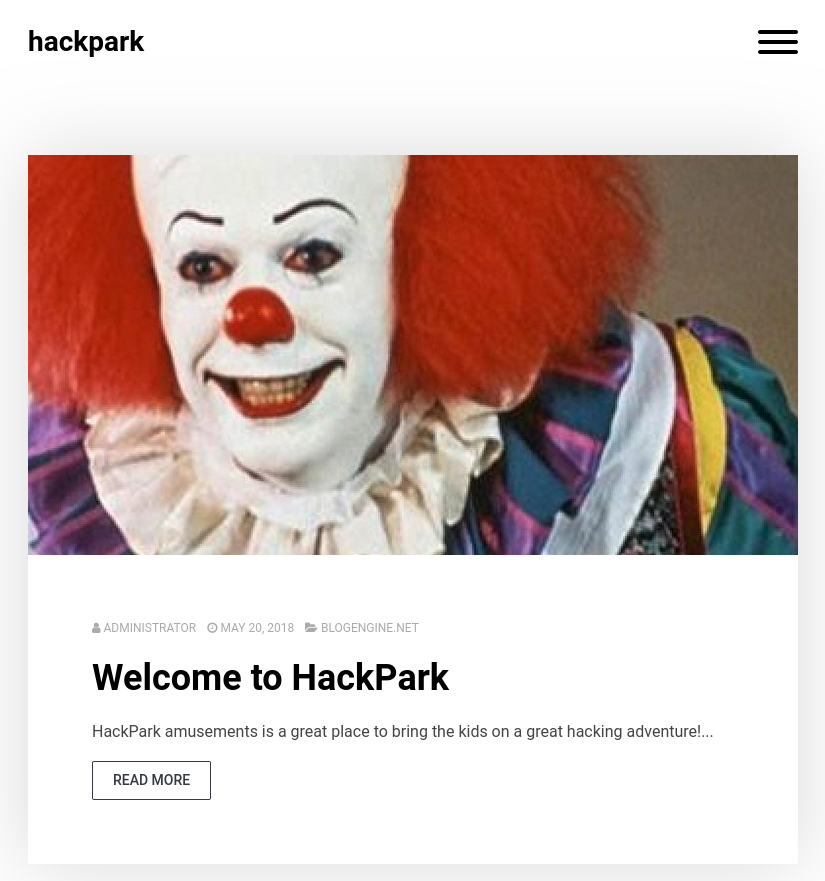 hackpark
ADMINISTRATOR MAY 20, 2018 BLOGENGINE.NET
Welcome to HackPark
HackPark amusements is a great place to bring the kids on a great hacking adventure!...
READ MORE